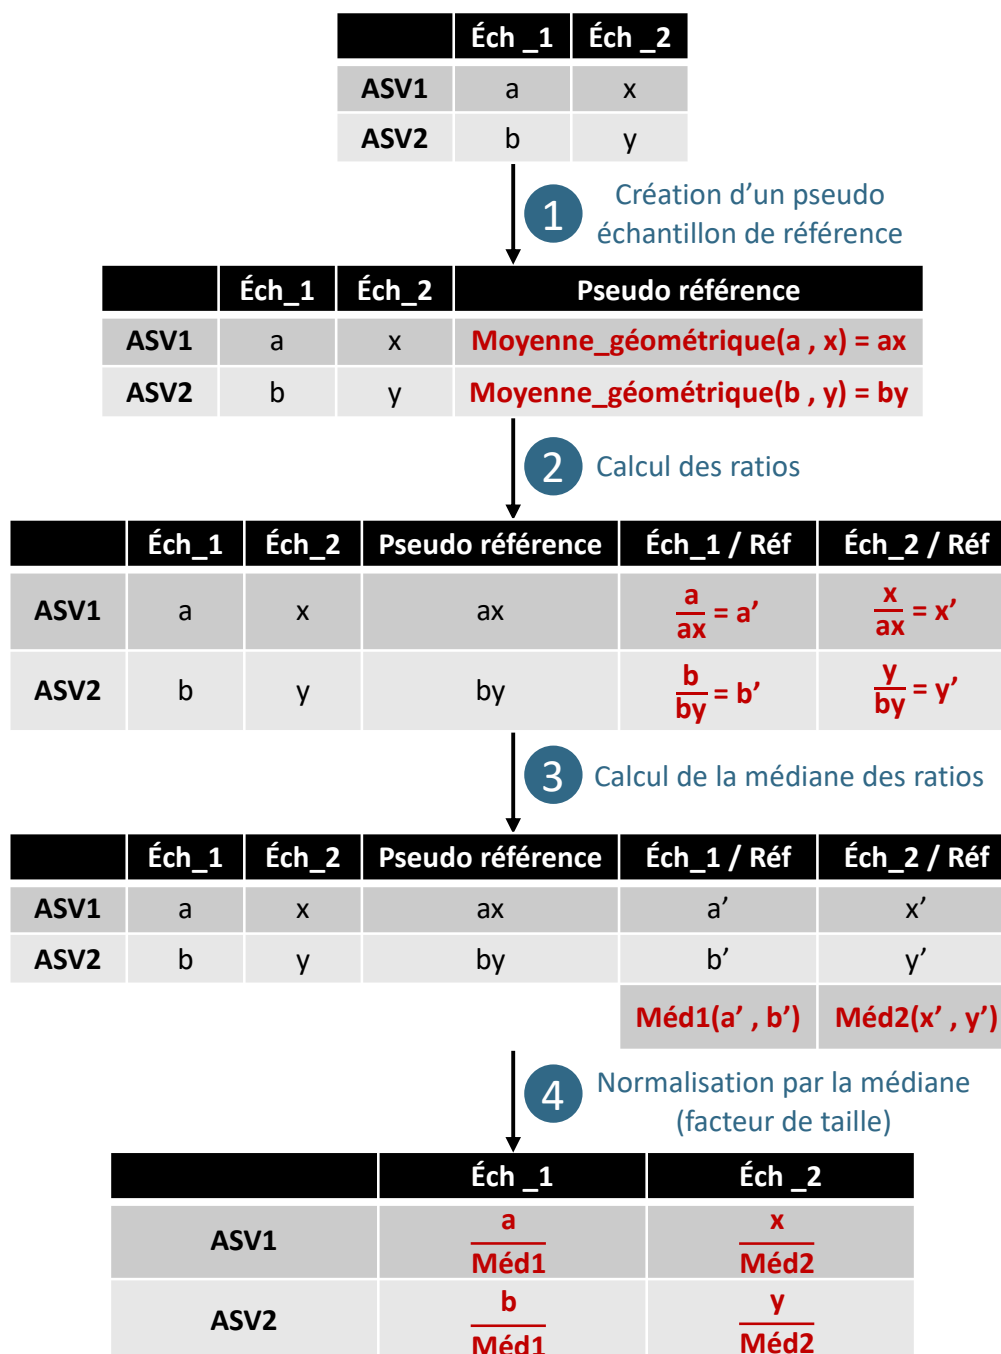 Éch _1 Éch _2
ASV1 a x
ASV2 b y
1 Création d’un pseudo
échantillon de référence
Éch_1 Éch_2 Pseudo référence
ASV1 a x Moyenne_géométrique(a , x) = ax
ASV2 b y Moyenne_géométrique(b , y) = by
2 Calcul des ratios
Éch_1 Éch_2 Pseudo référence Éch_1 / Réf Éch_2 / Réf
ASV1 a x ax a/ax = a’ x/ax = x’
ASV2 b y by b/by = b’ y/by = y’
3 Calcul de la médiane des ratios
Éch_1 Éch_2 Pseudo référence Éch_1 / Réf Éch_2 / Réf
ASV1 a x ax a’ x’
ASV2 b y by b’ y’
Méd1(a’ , b’) Méd2(x’ , y’)
4 Normalisation par la médiane
(facteur de taille)
Éch _1 Éch _2
ASV1 a/Méd1 x/Méd2
ASV2 b/Méd1 y/Méd2